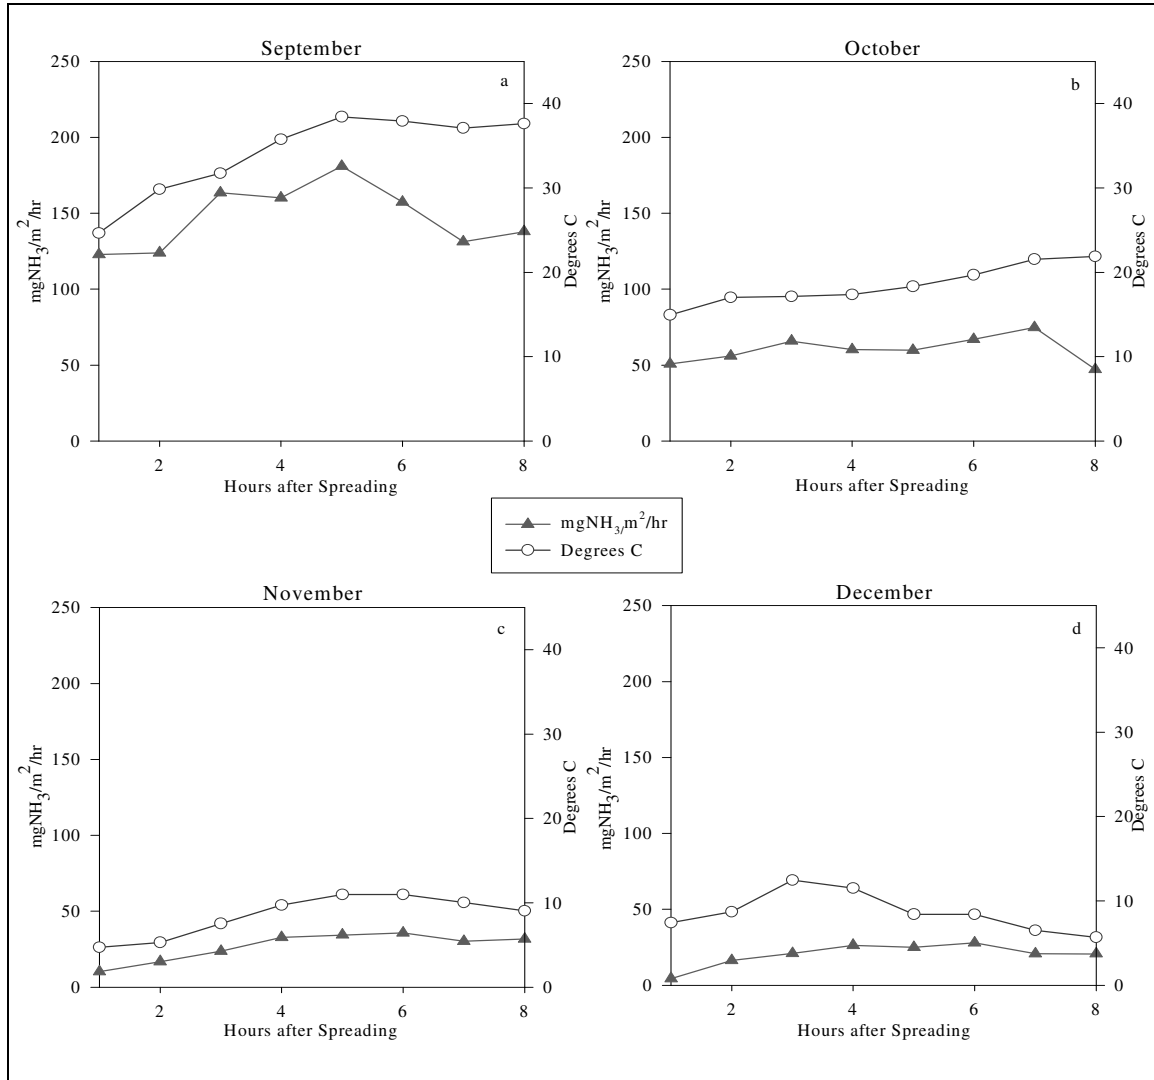 September
a
250
200
150
100
50
0
mgNH3/m2/hr
40
30
20
10
0
Degrees C
2 4 6 8
Hours after Spreading
October
b
250
200
150
100
50
0
mgNH3/m2/hr
40
30
20
10
0
Degrees C
2 4 6 8
Hours after Spreading
mgNH3/m2/hr
Degrees C
November
c
250
200
150
100
50
0
mgNH3/m2/hr
40
30
20
10
0
Degrees C
2 4 6 8
Hours after Spreading
December
d
250
200
150
100
50
0
mgNH3/m2/hr
40
30
20
10
0
Degrees C
2 4 6 8
Hours after Spreading